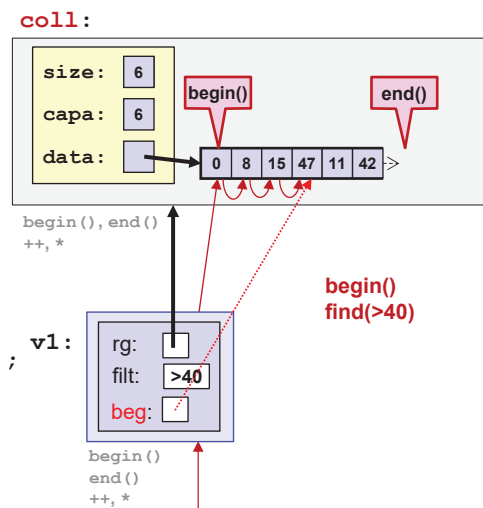 coll:
size: 6
capa: 6
data:
begin()
end()
0 8 15 47 11 42
begin(), end()
++, *
begin()
find(>40)
; v1:
rg:
filt: >40
beg:
begin()
end()
++, *